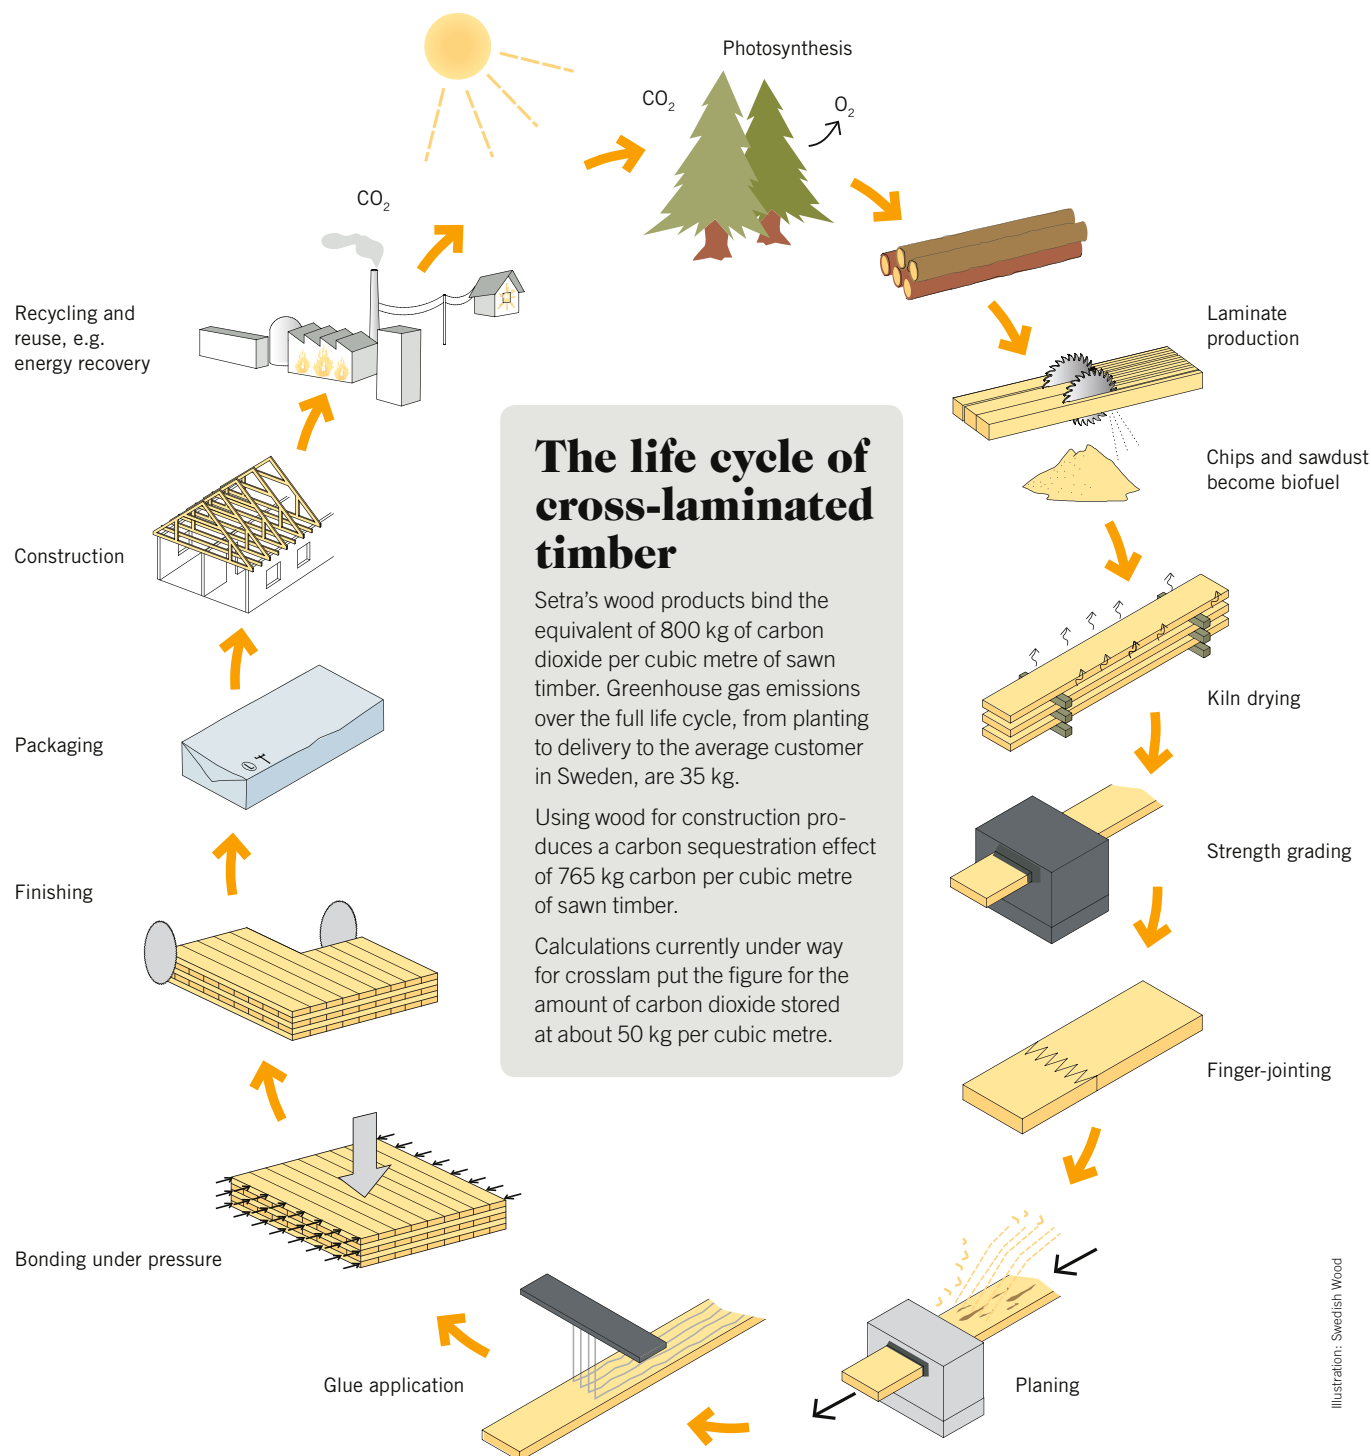 Photosynthesis
CO₂
O₂
CO₂
Recycling and
reuse, e.g.
energy recovery
Laminate
production
Chips and sawdust
become biofuel
Construction
Kiln drying
Packaging
Strength grading
Finishing
Finger-jointing
Bonding under pressure
Glue application
Planing
The life cycle of
cross-laminated
timber
Setra’s wood products bind the
equivalent of 800 kg of carbon
dioxide per cubic metre of sawn
timber. Greenhouse gas emissions
over the full life cycle, from planting
to delivery to the average customer
in Sweden, are 35 kg.
Using wood for construction pro-
duces a carbon sequestration effect
of 765 kg carbon per cubic metre
of sawn timber.
Calculations currently under way
for crosslam put the figure for the
amount of carbon dioxide stored
at about 50 kg per cubic metre.
Illustration: Swedish Wood